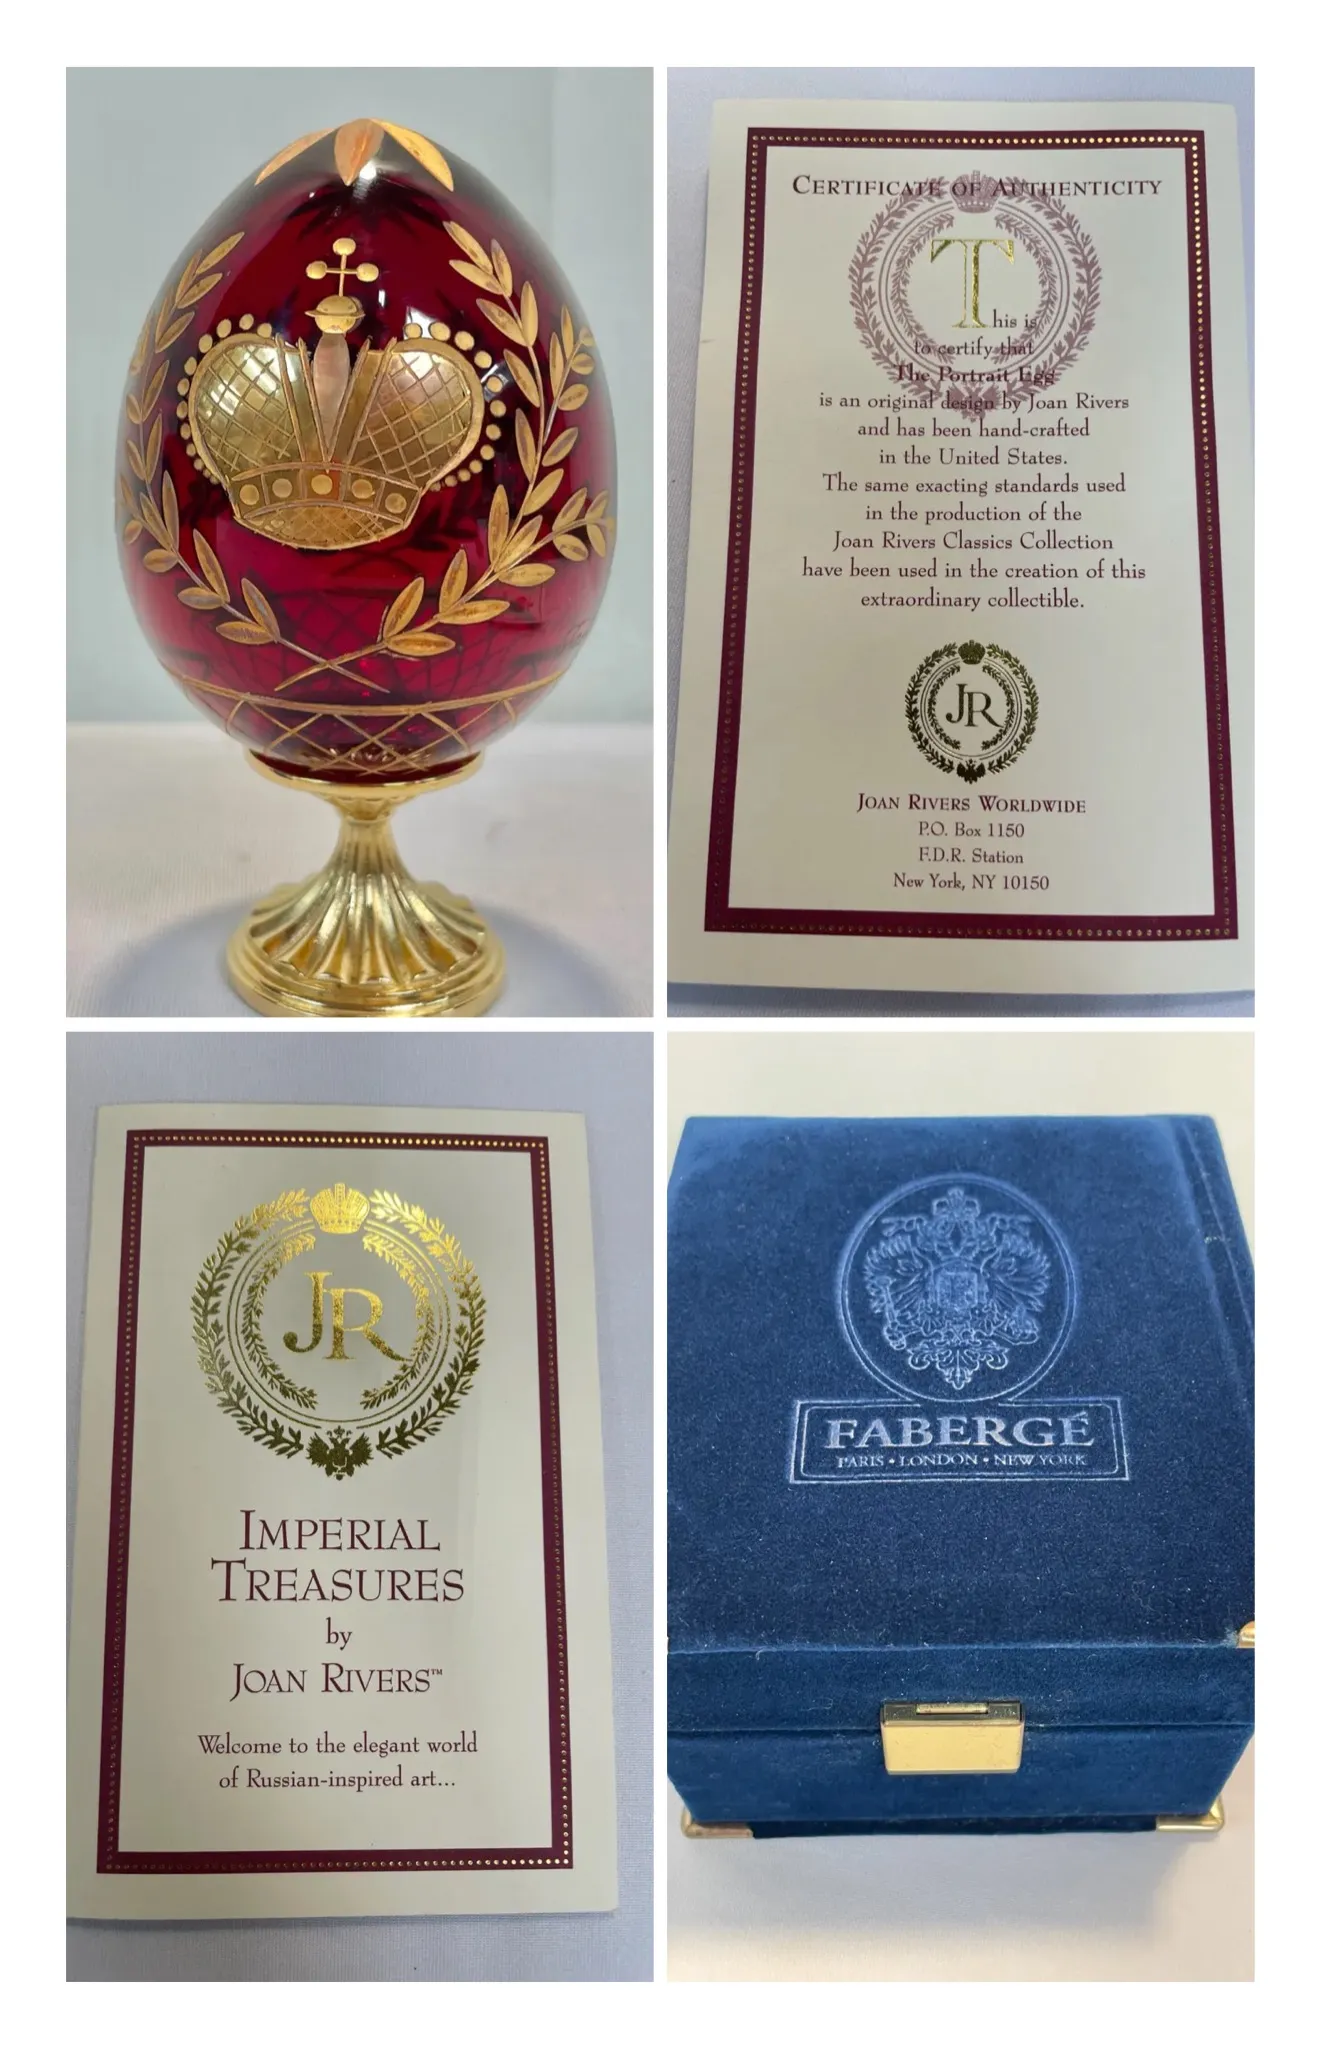 CERTIFICATE OF AUTHENTICITY
This is
to certify that
The Portrait Egg
is an original design by Joan Rivers
and has been hand-crafted
in the United States.
The same exacting standards used
in the production of the
Joan Rivers Classics Collection
have been used in the creation of this
extraordinary collectible.
JR
JOAN RIVERS WORLDWIDE
P.O. Box 1150
F.D.R. Station
New York, NY 10150
JR
IMPERIAL
TREASURES
by
JOAN RIVERS™
Welcome to the elegant world
of Russian-inspired art...
FABERGÉ
PARIS • LONDON • NEW YORK